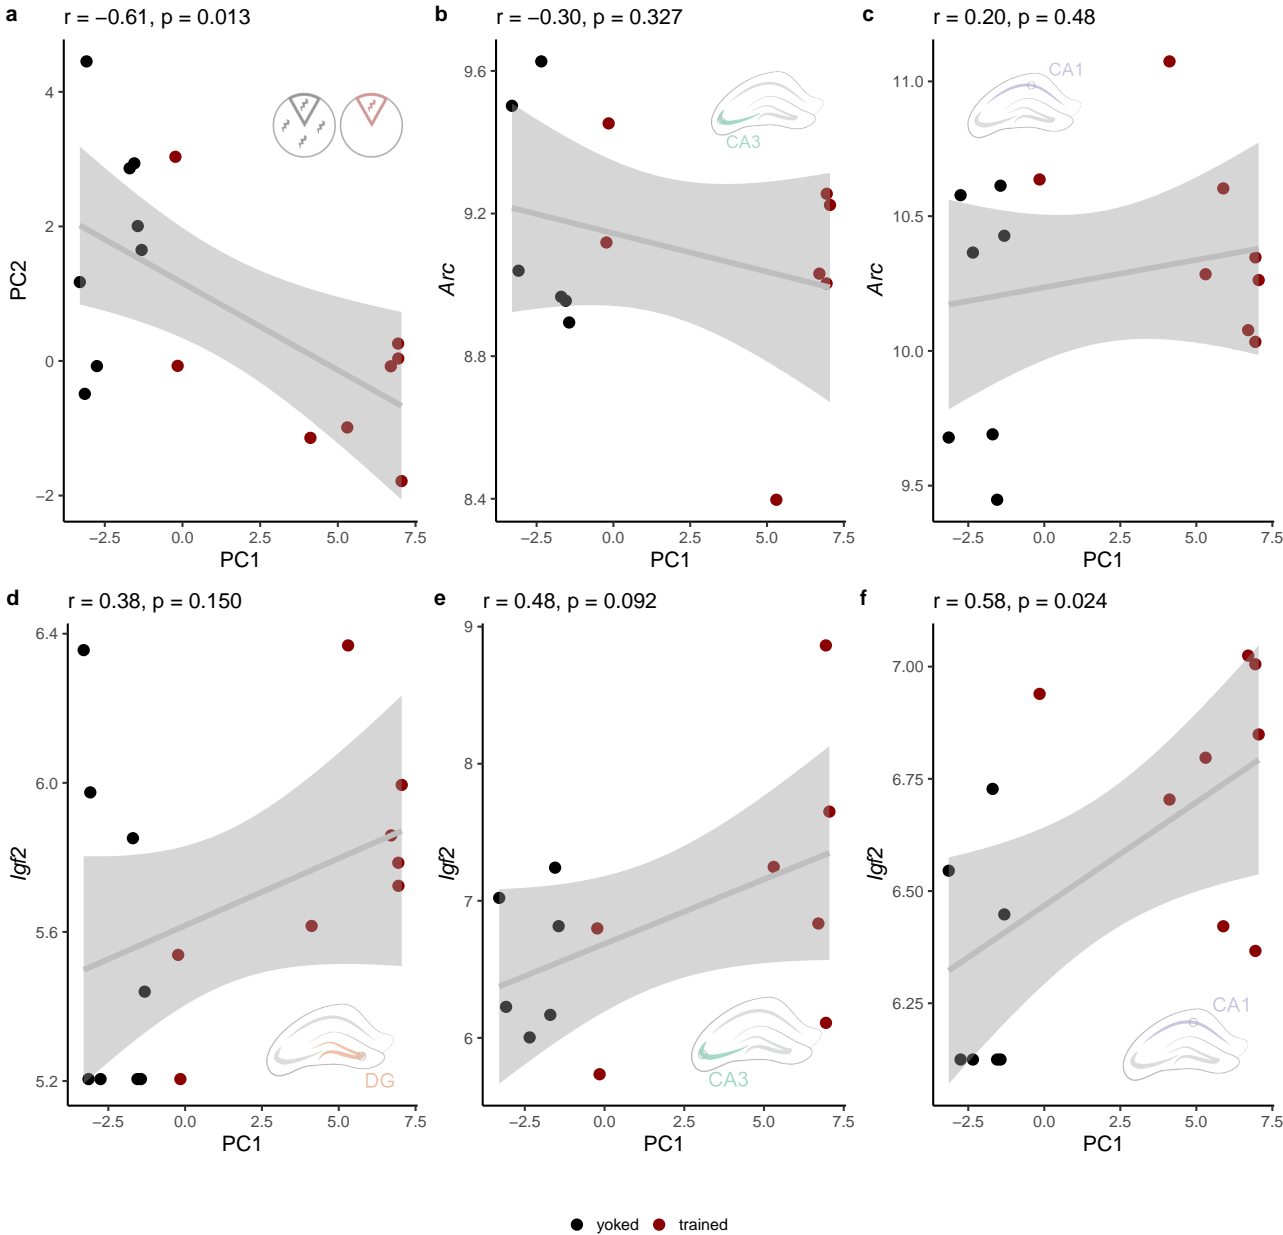 a
r = −0.61, p = 0.013
b
r = −0.30, p = 0.327
c
r = 0.20, p = 0.48
PC2
4
2
0
−2
−2.5 0.0 2.5 5.0 7.5
PC1
Arc
9.6
9.2
8.8
8.4
CA3
−2.5 0.0 2.5 5.0 7.5
PC1
Arc
11.0
10.5
10.0
9.5
CA1
−2.5 0.0 2.5 5.0 7.5
PC1
d
r = 0.38, p = 0.150
e
r = 0.48, p = 0.092
f
r = 0.58, p = 0.024
Igf2
6.4
6.0
5.6
5.2
DG
−2.5 0.0 2.5 5.0 7.5
PC1
Igf2
9
8
7
6
CA3
−2.5 0.0 2.5 5.0 7.5
PC1
Igf2
7.00
6.75
6.50
6.25
CA1
−2.5 0.0 2.5 5.0 7.5
PC1
yoked trained